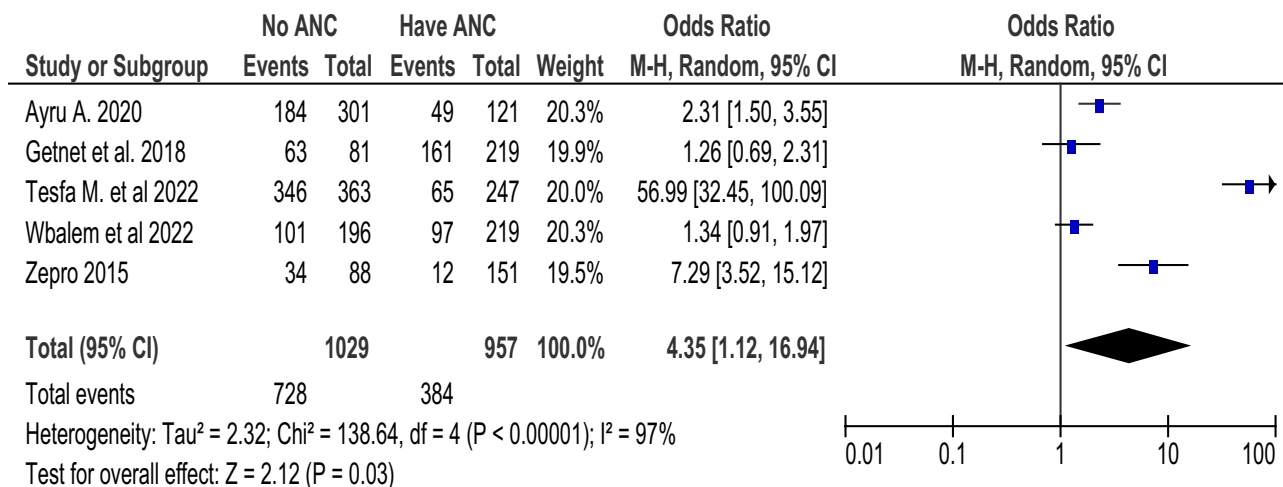 No ANC Have ANC Odds Ratio Odds Ratio
Study or Subgroup Events Total Events Total Weight M-H, Random, 95% CI M-H, Random, 95% CI
Ayru A. 2020 184 301 49 121 20.3% 2.31 [1.50, 3.55]
Getnet et al. 2018 63 81 161 219 19.9% 1.26 [0.69, 2.31]
Tesfa M. et al 2022 346 363 65 247 20.0% 56.99 [32.45, 100.09]
Wbalem et al 2022 101 196 97 219 20.3% 1.34 [0.91, 1.97]
Zepro 2015 34 88 12 151 19.5% 7.29 [3.52, 15.12]
Total (95% CI) 1029 957 100.0% 4.35 [1.12, 16.94]
Total events 728 384
Heterogeneity: Tau² = 2.32; Chi² = 138.64, df = 4 (P < 0.00001); I² = 97%
Test for overall effect: Z = 2.12 (P = 0.03)
0.01 0.1 1 10 100